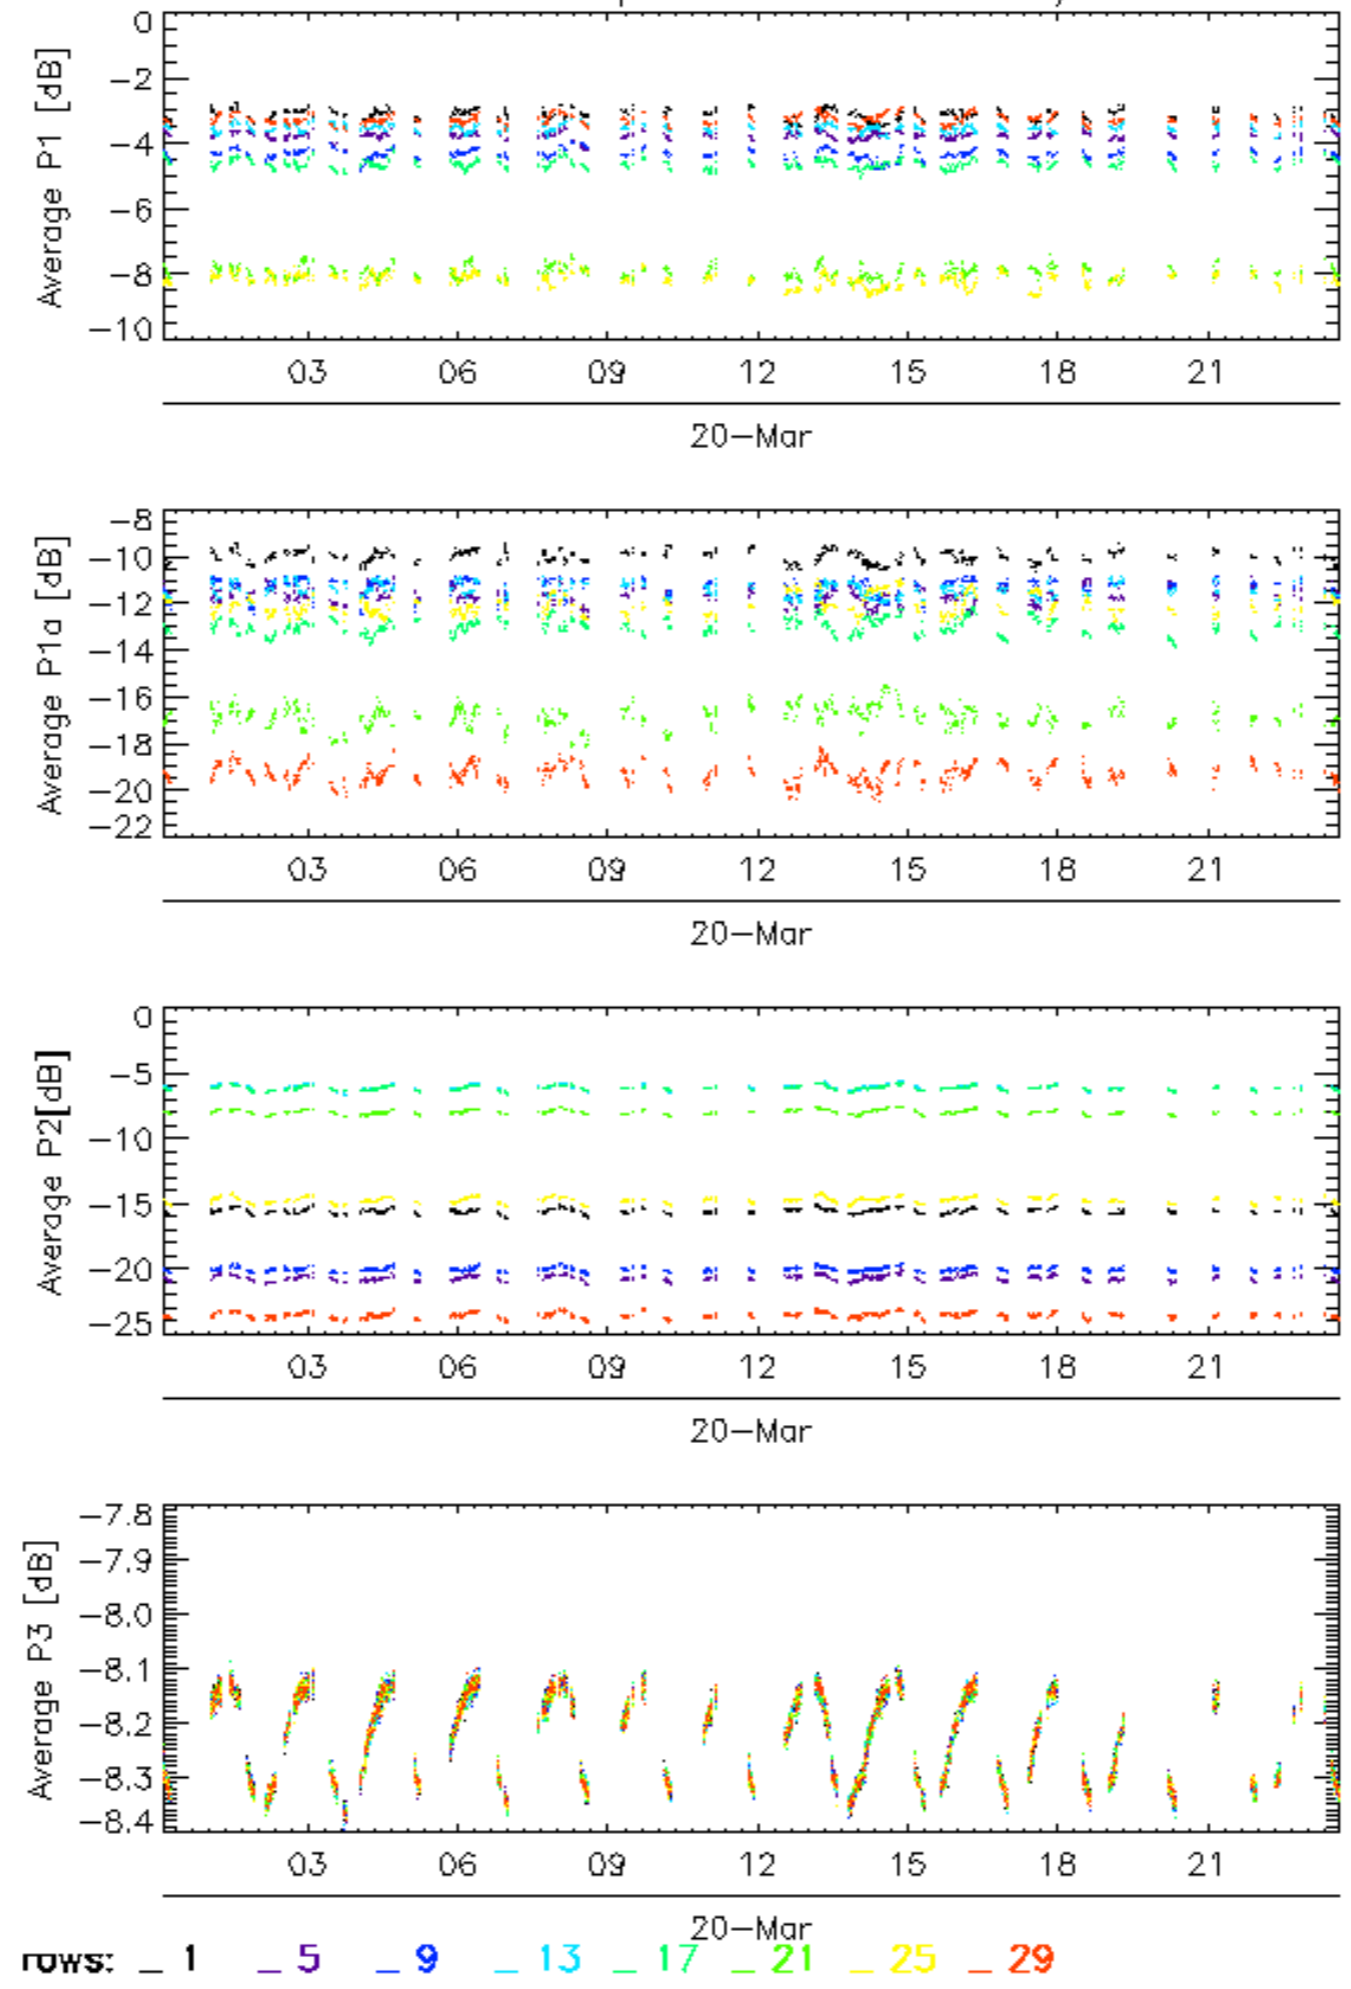 0
−2
−4
−6
−8
−10
Average P1 [dB]
03 06 09 12 15 18 21
20−Mar
−8
−10
−12
−14
−16
−18
−20
−22
Average P1a [dB]
03 06 09 12 15 18 21
20−Mar
0
−5
−10
−15
−20
−25
Average P2[dB]
03 06 09 12 15 18 21
20−Mar
−7.8
−7.9
−8.0
−8.1
−8.2
−8.3
−8.4
Average P3 [dB]
03 06 09 12 15 18 21
20−Mar
rows: _ 1 _ 5 _ 9 _ 13 _ 17 _ 21 _ 25 _ 29